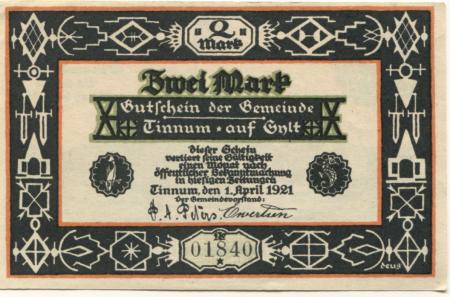 2
Mark
Zwei Mark
Gutschein der Gemeinde
Tinnum * auf Sylt
Dieser Schein
verliert seine Gültigkeit
einen Monat nach
öffentlicher Bekanntmachung
in hiesigen Zeitungen
Tinnum, den 1. April 1921
Der Gemeindevorstand:
01840